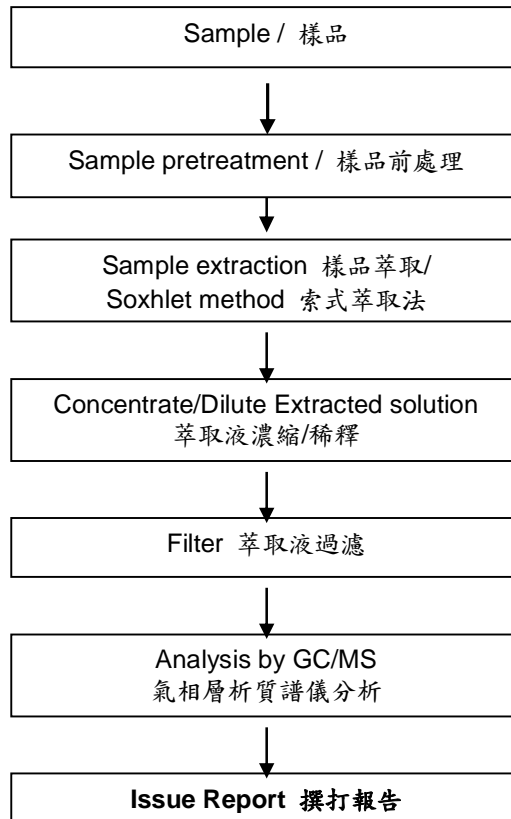 Sample / 樣品
Sample pretreatment / 樣品前處理
Sample extraction 樣品萃取/
Soxhlet method 索式萃取法
Concentrate/Dilute Extracted solution
萃取液濃縮/稀釋
Filter 萃取液過濾
Analysis by GC/MS
氣相層析質譜儀分析
Issue Report 撰打報告